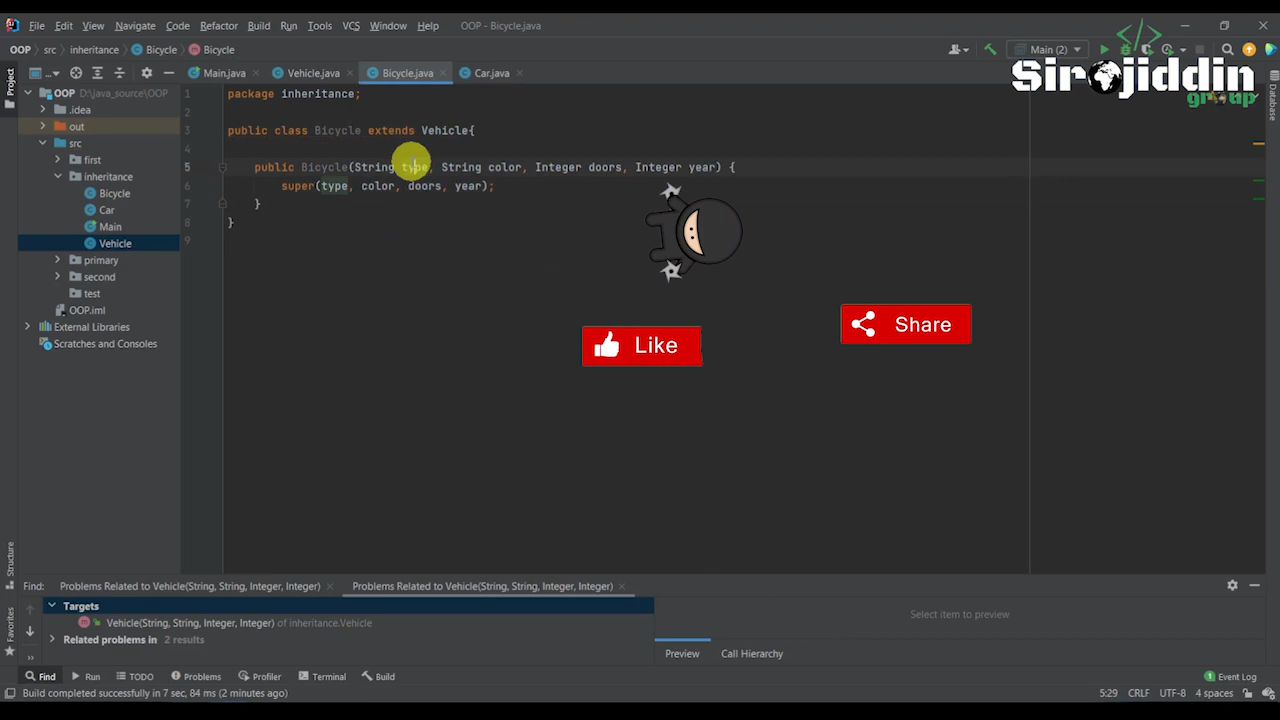 File Edit View Navigate Code Refactor Build Run Tools VCS Window Help OOP - Bicycle.java
OOP src inheritance Bicycle Bicycle Main (2)
Sirojiddin
group
Project
Main.java Vehicle.java Bicycle.java Car.java
OOP D:\java_source\OOP
.idea
out
src
first
inheritance
Bicycle
Car
Main
Vehicle
primary
second
test
OOP.iml
External Libraries
Scratches and Consoles
1 package inheritance;
2
3 public class Bicycle extends Vehicle{
4
5 public Bicycle(String type, String color, Integer doors, Integer year) {
6 super(type, color, doors, year);
7 }
8 }
9
Like
Share
Database
Structure
Favorites
Find: Problems Related to Vehicle(String, String, Integer, Integer) Problems Related to Vehicle(String, String, Integer, Integer)
Targets
Vehicle(String, String, Integer, Integer) of inheritance.Vehicle
Related problems in 2 results
Select item to preview
Preview Call Hierarchy
Find Run TODO Problems Profiler Terminal Build 1 Event Log
Build completed successfully in 7 sec, 84 ms (2 minutes ago) 5:29 CRLF UTF-8 4 spaces